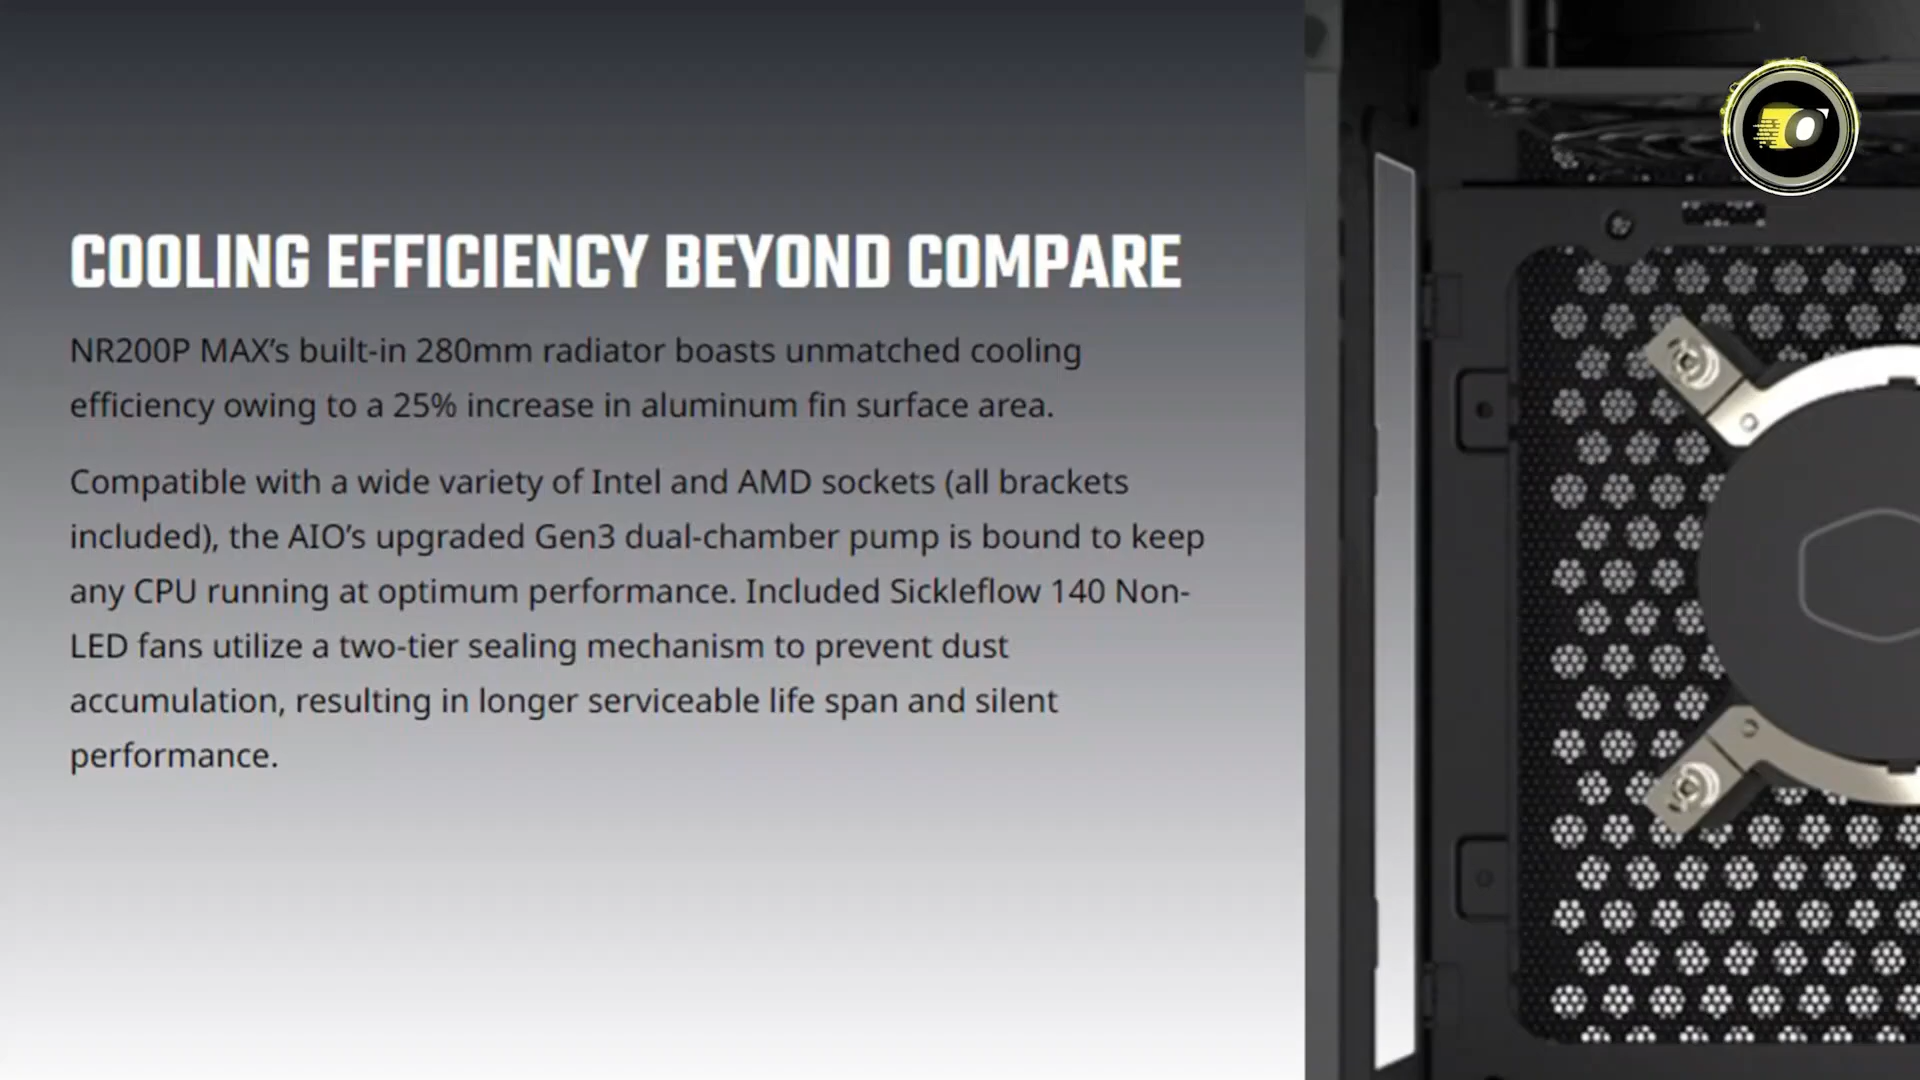 COOLING EFFICIENCY BEYOND COMPARE
NR200P MAX’s built-in 280mm radiator boasts unmatched cooling
efficiency owing to a 25% increase in aluminum fin surface area.
Compatible with a wide variety of Intel and AMD sockets (all brackets
included), the AIO’s upgraded Gen3 dual-chamber pump is bound to keep
any CPU running at optimum performance. Included Sickleflow 140 Non-
LED fans utilize a two-tier sealing mechanism to prevent dust
accumulation, resulting in longer serviceable life span and silent
performance.